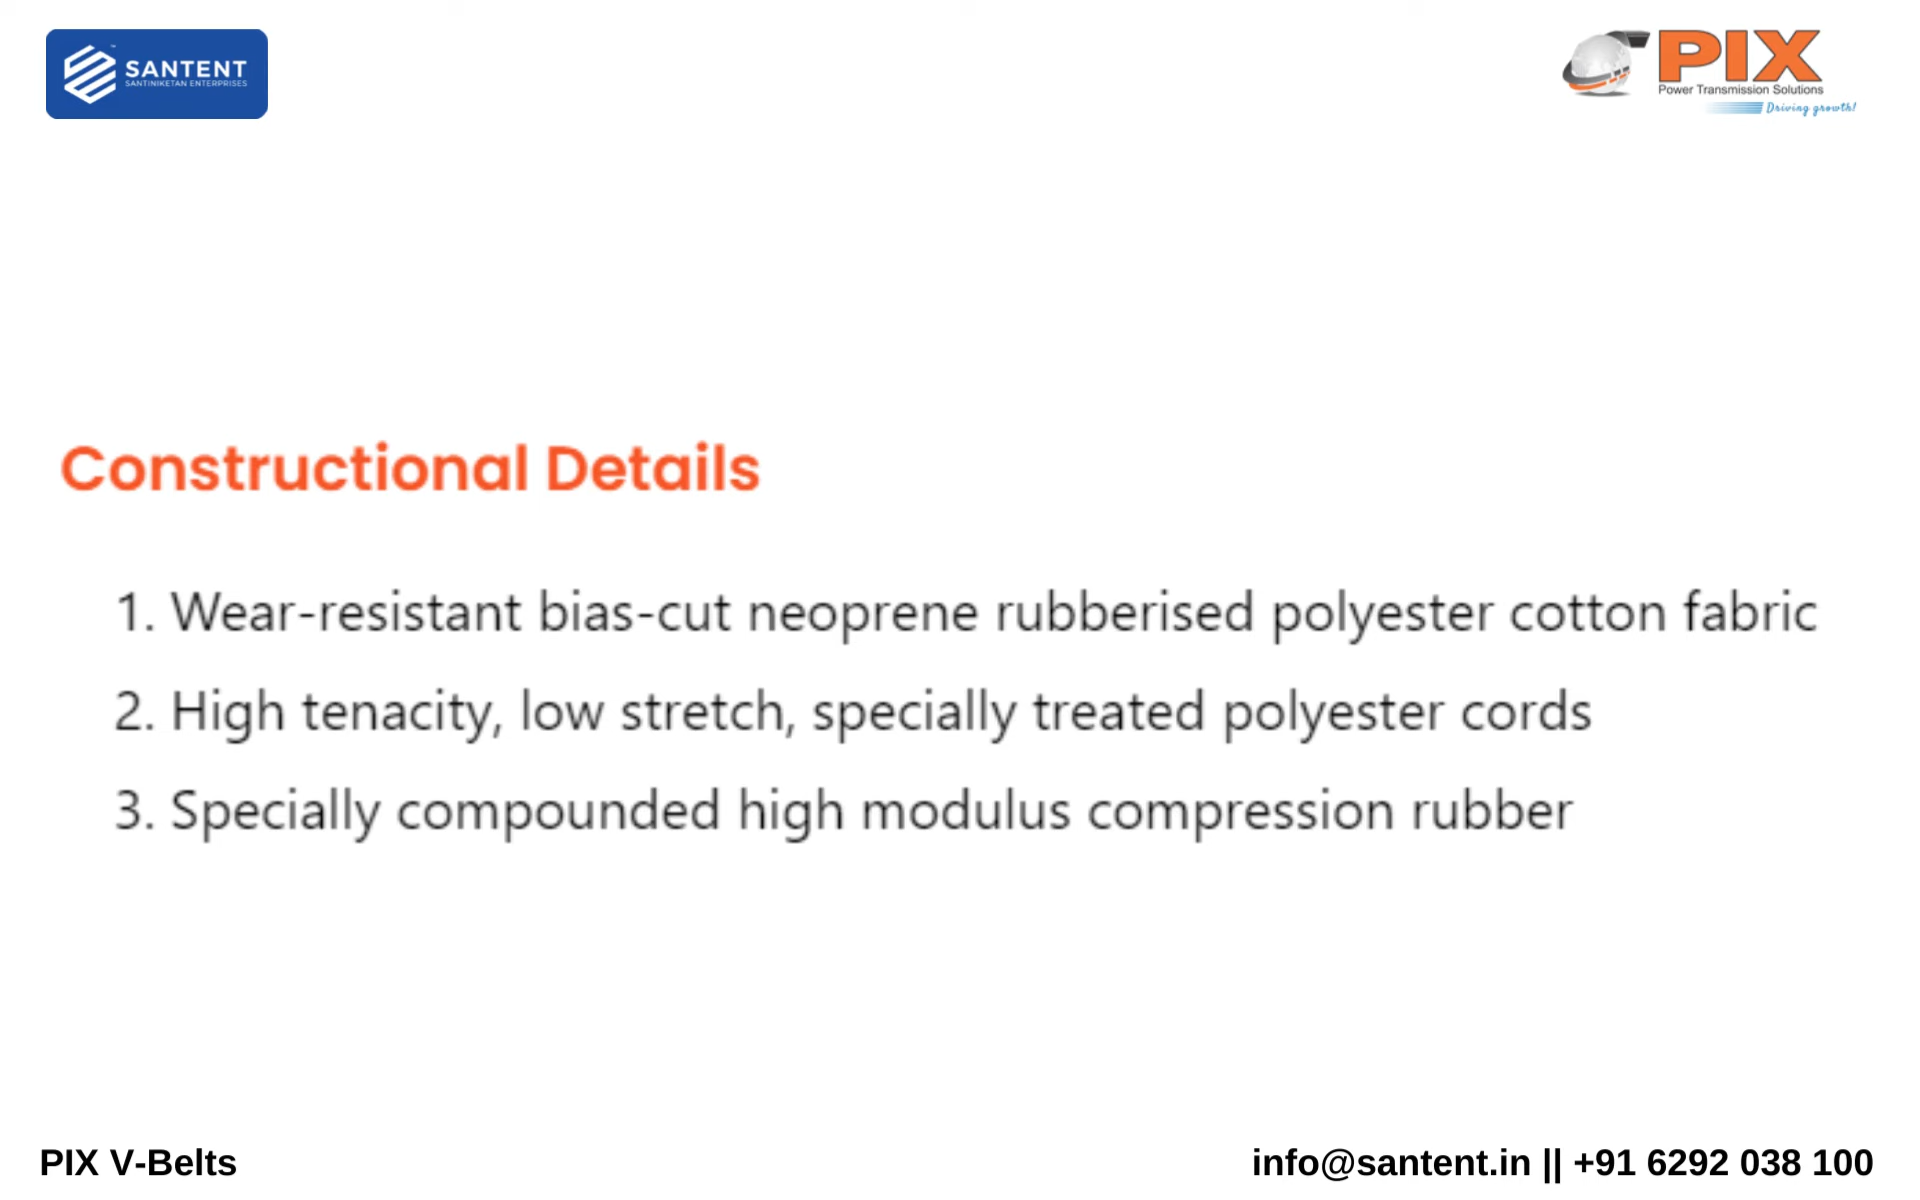 SANTENT
SANTINIKETAN ENTERPRISES
PIX
Power Transmission Solutions
Driving growth!
Constructional Details
1. Wear-resistant bias-cut neoprene rubberised polyester cotton fabric
2. High tenacity, low stretch, specially treated polyester cords
3. Specially compounded high modulus compression rubber
PIX V-Belts
info@santent.in || +91 6292 038 100